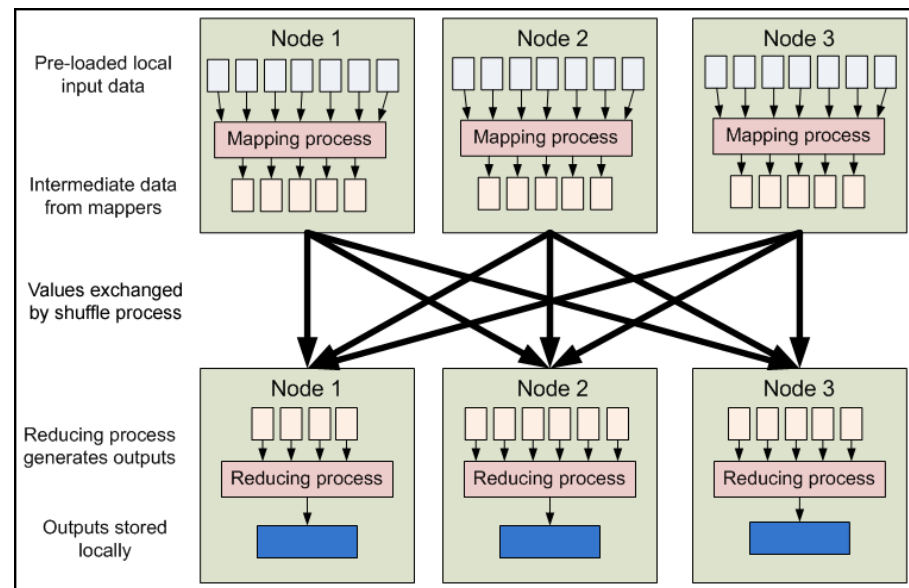 Node 1
Node 2
Node 3
Pre-loaded local
input data
Mapping process
Mapping process
Mapping process
Intermediate data
from mappers
Values exchanged
by shuffle process
Node 1
Node 2
Node 3
Reducing process
generates outputs
Reducing process
Reducing process
Reducing process
Outputs stored
locally